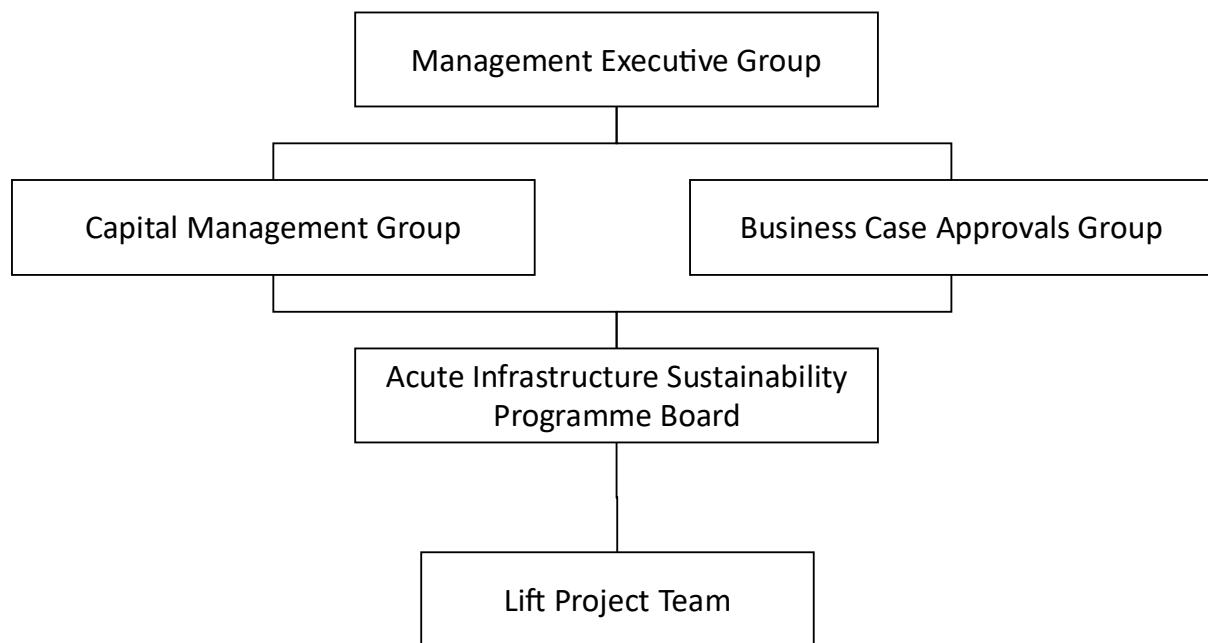 Management Executive Group
Capital Management Group
Business Case Approvals Group
Acute Infrastructure Sustainability
Programme Board
Lift Project Team